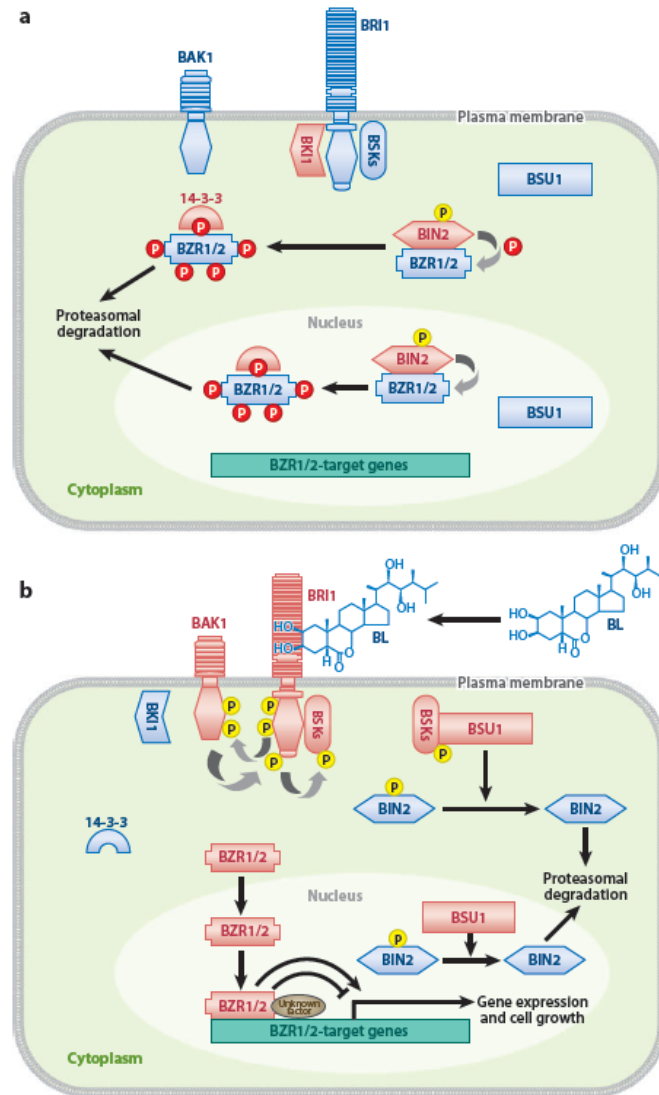 a
BRI1
BAK1
Plasma membrane
BKI1
BSKs
BSU1
14-3-3
P
P
BZR1/2
P
P
P
P
BIN2
BZR1/2
P
Proteasomal
degradation
Nucleus
P
P
BZR1/2
P
P
P
P
BIN2
BZR1/2
BSU1
BZR1/2-target genes
Cytoplasm
b
BRI1
BAK1
OH
OH
HO
HO
H
O
O
BL
OH
OH
HO
HO
H
O
O
BL
Plasma membrane
BKI1
P
P
P
P
P
BSKs
P
BSKs
BSU1
P
P
BIN2
BIN2
14-3-3
BZR1/2
Proteasomal
degradation
Nucleus
BZR1/2
BSU1
P
BIN2
BIN2
BZR1/2
Unknown
factor
Gene expression
and cell growth
BZR1/2-target genes
Cytoplasm